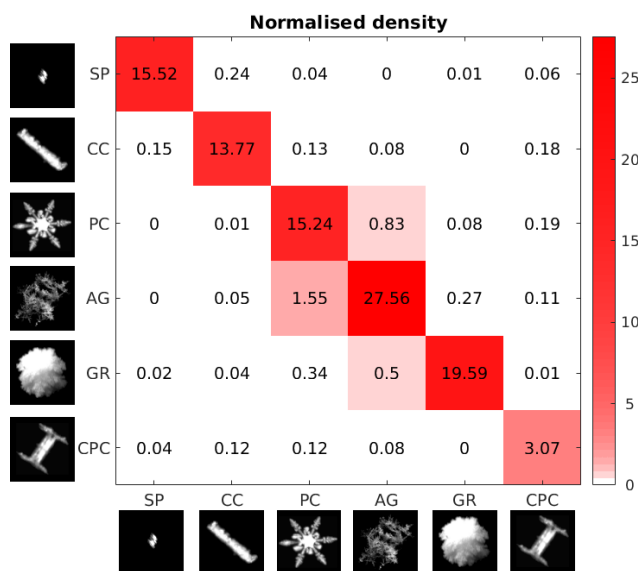 Normalised density
SP 15.52 0.24 0.04 0 0.01 0.06
CC 0.15 13.77 0.13 0.08 0 0.18
PC 0 0.01 15.24 0.83 0.08 0.19
AG 0 0.05 1.55 27.56 0.27 0.11
GR 0.02 0.04 0.34 0.5 19.59 0.01
CPC 0.04 0.12 0.12 0.08 0 3.07
SP CC PC AG GR CPC
25
20
15
10
5
0